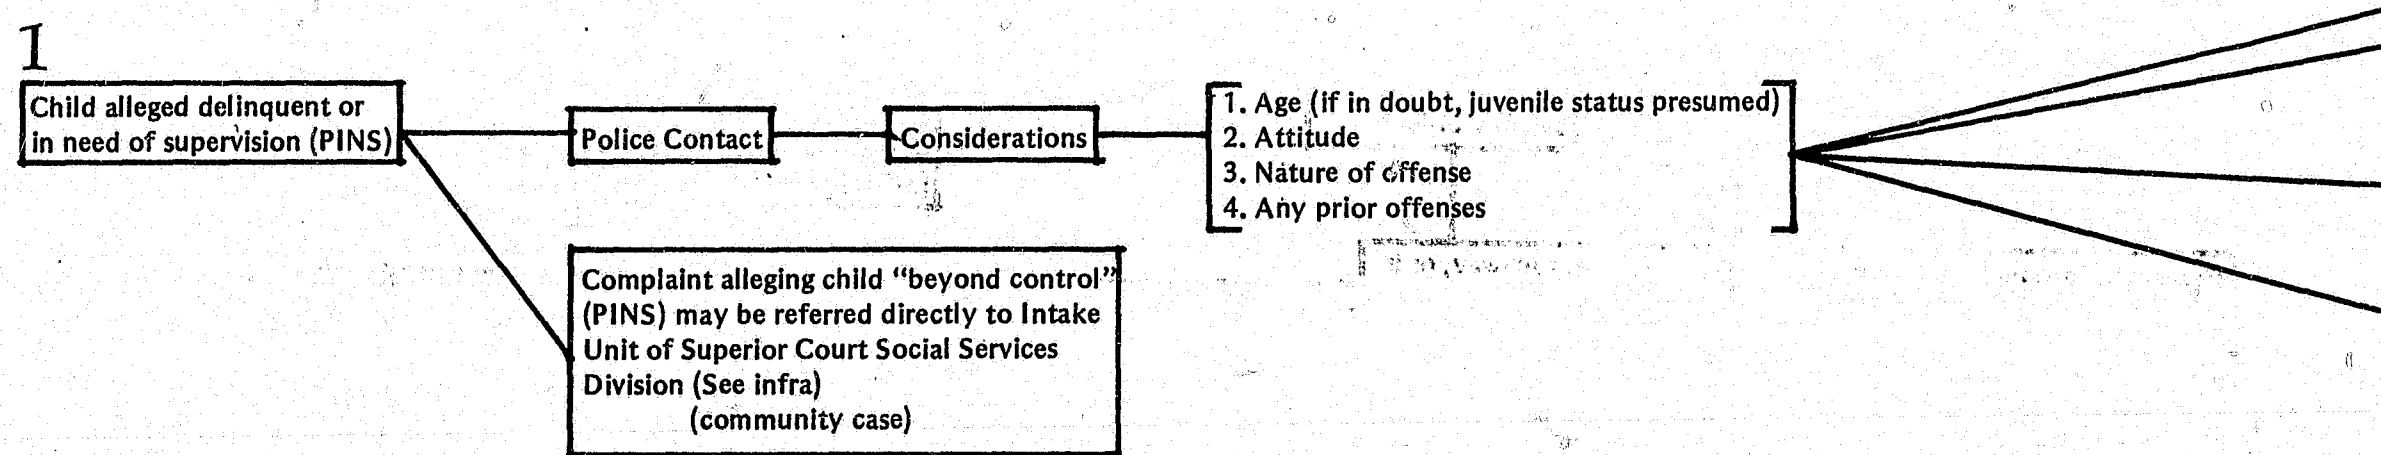 1
Child alleged delinquent or
in need of supervision (PINS)
Police Contact
Considerations
1. Age (if in doubt, juvenile status presumed)
2. Attitude
3. Nature of offense
4. Any prior offenses
Complaint alleging child “beyond control”
(PINS) may be referred directly to Intake
Unit of Superior Court Social Services
Division (See infra)
(community case)